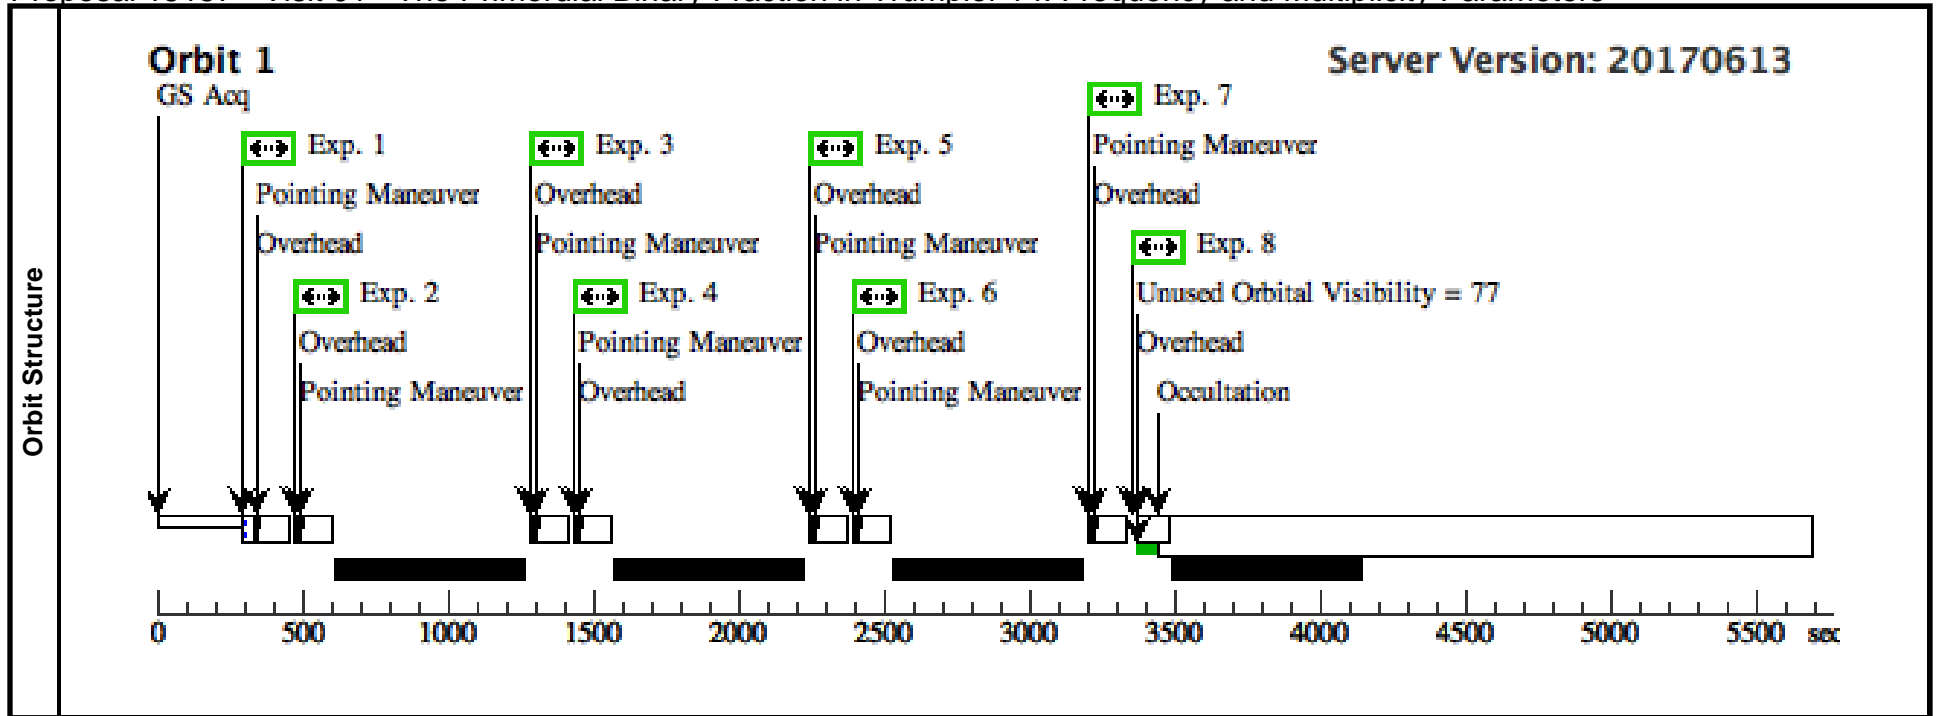 Orbit 1
Server Version: 20170613
GS Acq
Exp. 7
Exp. 1
Exp. 3
Exp. 5
Pointing Maneuver
Pointing Maneuver
Overhead
Overhead
Overhead
Overhead
Pointing Maneuver
Pointing Maneuver
Exp. 8
Exp. 2
Exp. 4
Exp. 6
Unused Orbital Visibility = 77
Overhead
Pointing Maneuver
Overhead
Overhead
Pointing Maneuver
Overhead
Pointing Maneuver
Occultation
Orbit Structure
0 500 1000 1500 2000 2500 3000 3500 4000 4500 5000 5500 sec